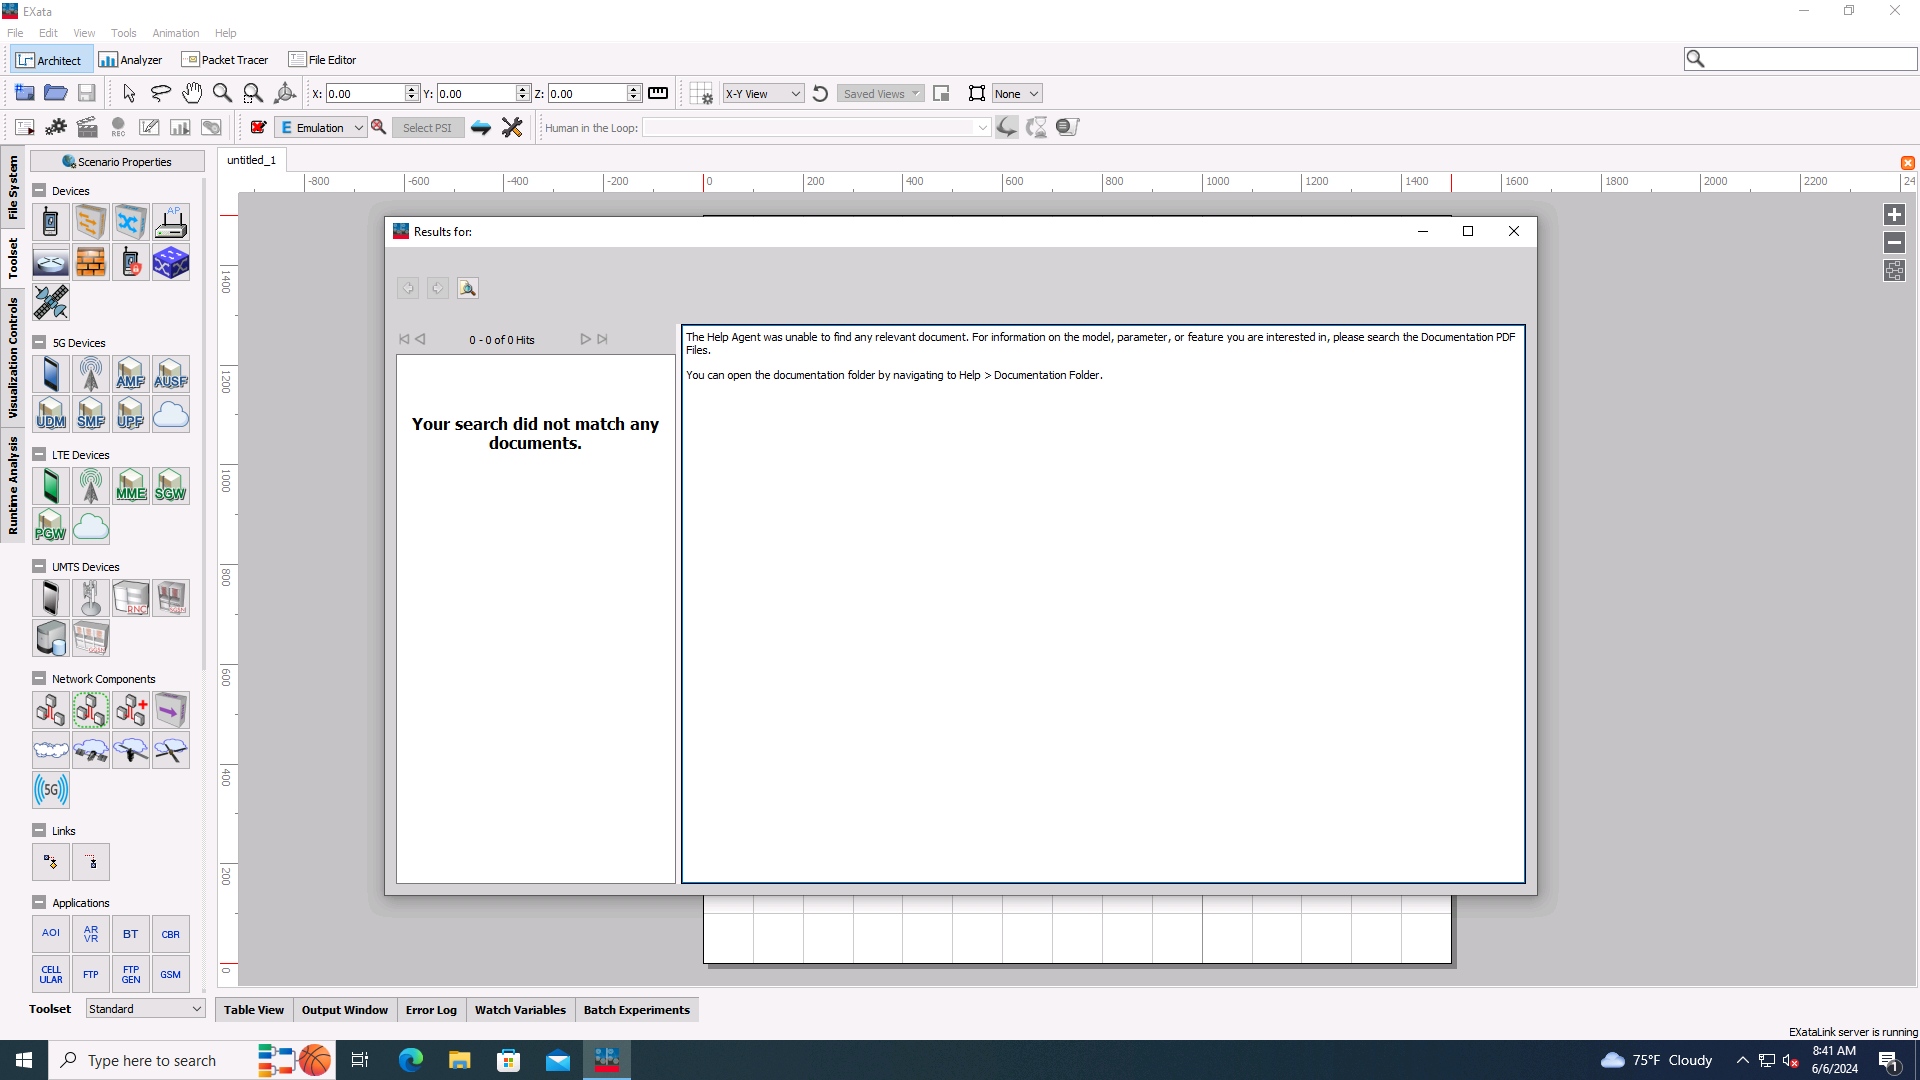 EXata
File Edit View Tools Animation Help
Architect Analyzer Packet Tracer File Editor
X: 0.00 Y: 0.00 Z: 0.00 X-Y View Saved Views None
REC E Emulation Select PSI Human in the Loop:
File System
Toolset
Visualization Controls
Runtime Analysis
Scenario Properties
untitled_1
-800 -600 -400 -200 0 200 400 600 800 1000 1200 1400 1600 1800 2000 2200 24
1400
1200
1000
800
600
400
200
0
Devices
AP
5G Devices
AMF AUSF
UDM SMF UPF
LTE Devices
MME SGW
PGW
UMTS Devices
RNC SGSN
GGSN
Network Components
5G
Links
Applications
AOI AR VR BT CBR
CELL ULAR FTP FTP GEN GSM
Toolset Standard
Results for:
0 - 0 of 0 Hits
Your search did not match any
documents.
The Help Agent was unable to find any relevant document. For information on the model, parameter, or feature you are interested in, please search the Documentation PDF
Files.
You can open the documentation folder by navigating to Help > Documentation Folder.
Table View Output Window Error Log Watch Variables Batch Experiments
EXataLink server is running
Type here to search
75°F Cloudy
8:41 AM
6/6/2024
1